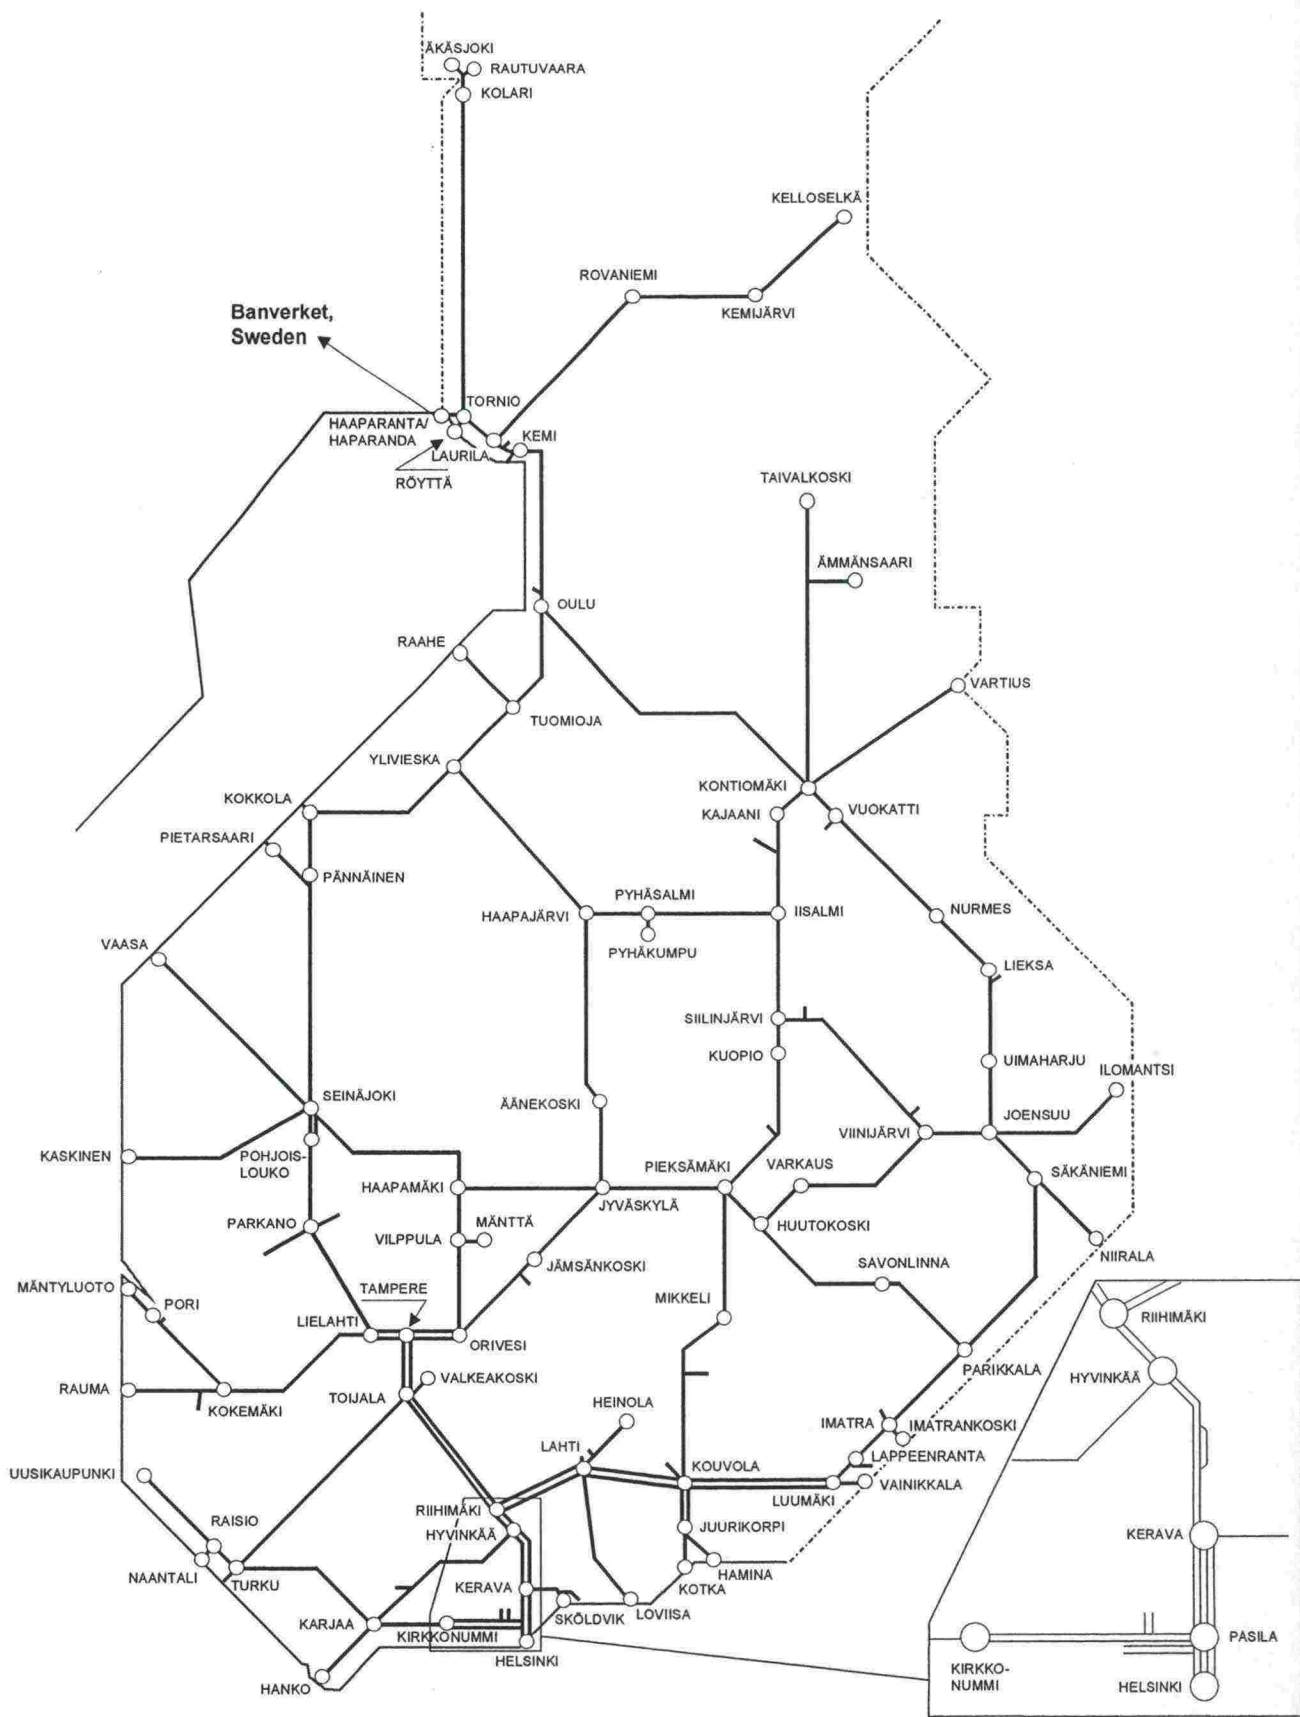 ÄKÄSJOKI
RAUTUVAARA
KOLARI
KELLOSELKÄ
ROVANIEMI
KEMIJÄRVI
Banverket,
Sweden
TORNIO
HAAPARANTA/
HAPARANDA
KEMI
LAURILA
RÖYTTÄ
TAIVALKOSKI
ÄMMÄNSAARI
OULU
RAAHE
VARTIUS
TUOMIOJA
YLIVIESKA
KONTIOMÄKI
KOKKOLA
KAJAANI
VUOKATTI
PIETARSAARI
PÄNNÄINEN
PYHÄSALMI
HAAPAJÄRVI
IISALMI
NURMES
VAASA
PYHÄKUMPU
LIEKSA
SIILINJÄRVI
KUOPIO
UIMAHARJU
ILOMANTSI
SEINÄJOKI
ÄÄNEKOSKI
JOENSUU
VIINIJÄRVI
KASKINEN
POHJOIS-
LOUKO
PIEKSÄMÄKI
VARKAUS
SÄKÄNIEMI
HAAPAMÄKI
JYVÄSKYLÄ
PARKANO
MÄNTTÄ
HUUTOKOSKI
VILPPULA
NIIRALA
JÄMSÄNKOSKI
SAVONLINNA
MÄNTYLUOTO
TAMPERE
PORI
MIKKELI
RIIHIMÄKI
LIELAHTI
ORIVESI
PARIKKALA
HYVINKÄÄ
VALKEAKOSKI
RAUMA
KOKEMÄKI
TOIJALA
HEINOLA
IMATRA
IMATRANKOSKI
LAHTI
LAPPEENRANTA
UUSIKAUPUNKI
KOUVOLA
LUUMÄKI
VAINIKKALA
RIIHIMÄKI
RAISIO
HYVINKÄÄ
JUURIKORPI
KERAVA
NAANTALI
TURKU
HAMINA
KERAVA
KOTKA
SKÖLDVIK
LOVIISA
KARJAA
KIRKKONUMMI
PASILA
HELSINKI
KIRKKO-
NUMMI
HELSINKI
HANKO